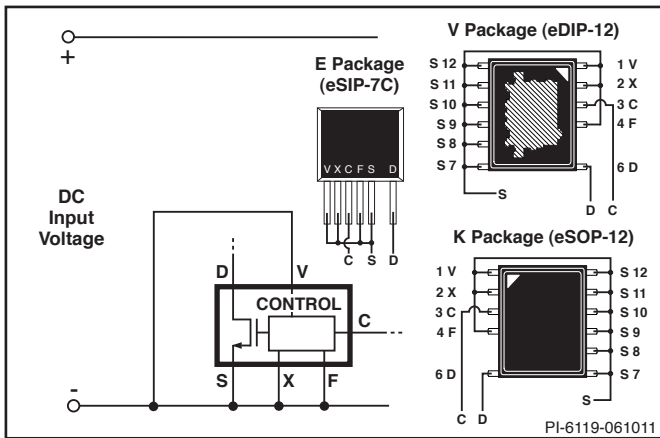 +
DC
Input
Voltage
-
E Package
(eSIP-7C)
V X C F S D
C S D
D V
CONTROL
C
S X F
V Package (eDIP-12)
S 12 1 V
S 11 2 X
S 10 3 C
S 9 4 F
S 8
S 7 6 D
S
D C
K Package (eSOP-12)
1 V S 12
2 X S 11
3 C S 10
4 F S 9
S 8
6 D S 7
S
C D
PI-6119-061011